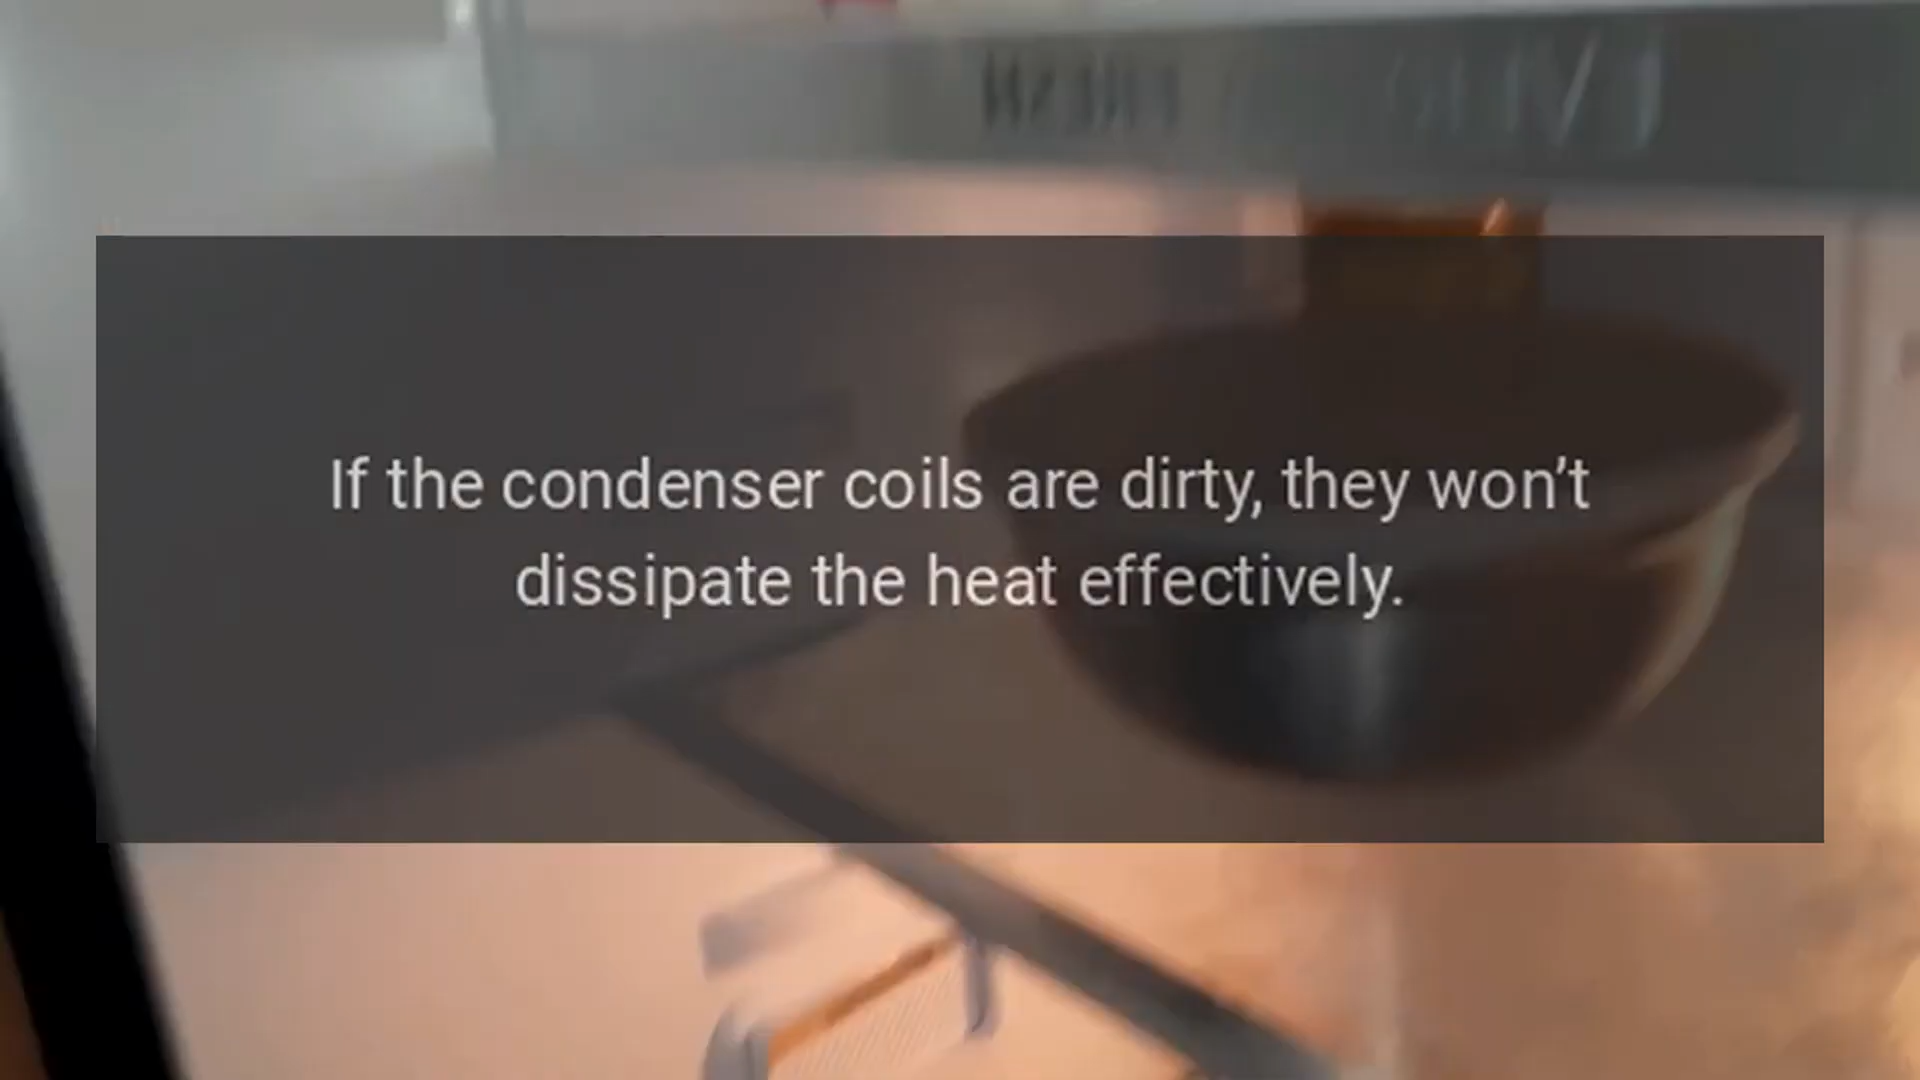 If the condenser coils are dirty, they won’t
dissipate the heat effectively.